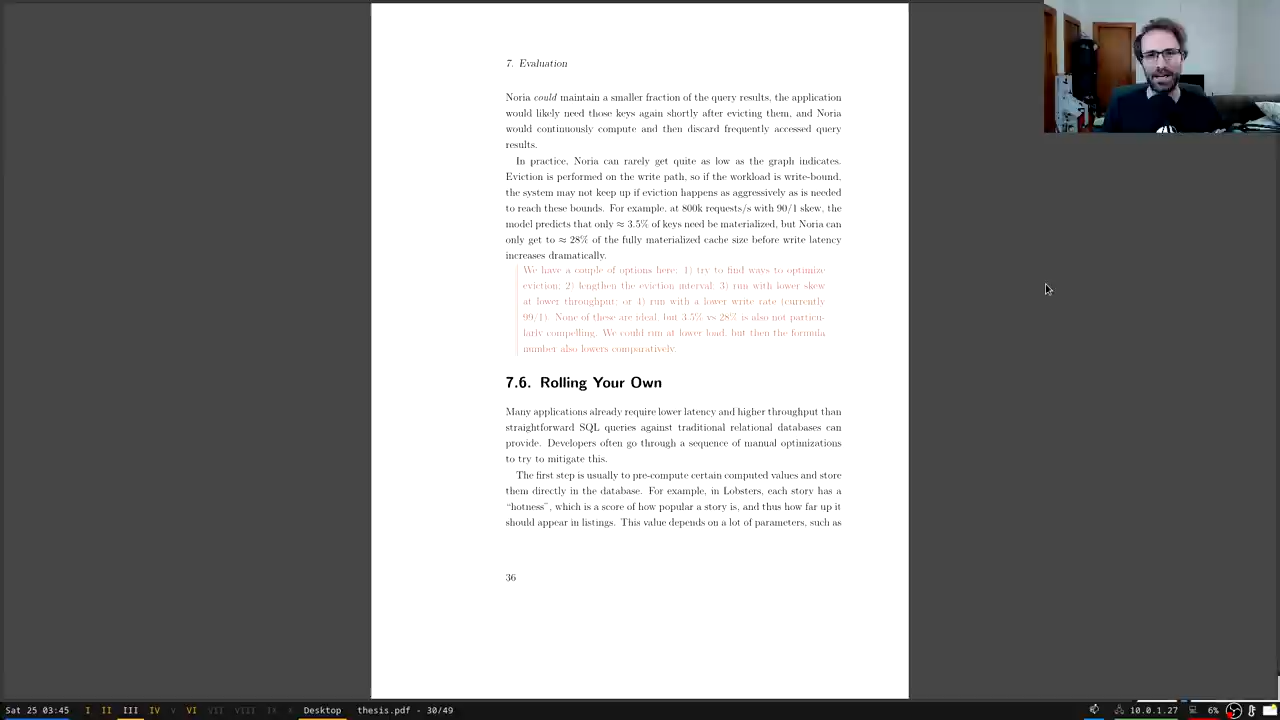 7. Evaluation
Noria could maintain a smaller fraction of the query results, the application
would likely need those keys again shortly after evicting them, and Noria
would continuously compute and then discard frequently accessed query
results.
In practice, Noria can rarely get quite as low as the graph indicates.
Eviction is performed on the write path, so if the workload is write-bound,
the system may not keep up if eviction happens as aggressively as is needed
to reach these bounds. For example, at 800k requests/s with 90/1 skew, the
model predicts that only ≈ 3.5% of keys need be materialized, but Noria can
only get to ≈ 28% of the fully materialized cache size before write latency
increases dramatically.
We have a couple of options here: 1) try to find ways to optimize
eviction; 2) lengthen the eviction interval; 3) run with lower skew
at lower throughput; or 4) run with a lower write rate (currently
99/1). None of these are ideal, but 3.5% vs 28% is also not particu-
larly compelling. We could run at lower load, but then the formula
number also lowers comparatively.
7.6. Rolling Your Own
Many applications already require lower latency and higher throughput than
straightforward SQL queries against traditional relational databases can
provide. Developers often go through a sequence of manual optimizations
to try to mitigate this.
The first step is usually to pre-compute certain computed values and store
them directly in the database. For example, in Lobsters, each story has a
“hotness”, which is a score of how popular a story is, and thus how far up it
should appear in listings. This value depends on a lot of parameters, such as
36
Sat 25 03:45 I II III IV V VI VII VIII IX X Desktop thesis.pdf - 30/49 10.0.1.27 6%